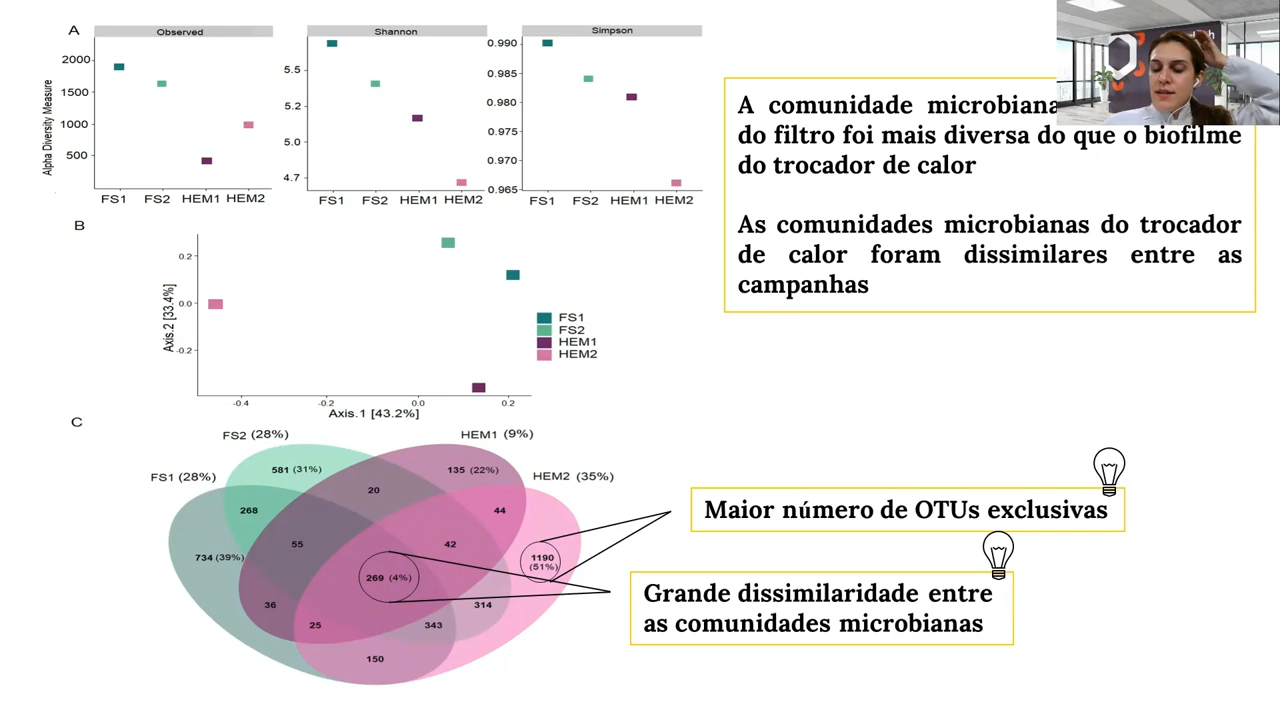 A
Observed
Shannon
Simpson
Alpha Diversity Measure
2000
1500
1000
500
5.5
5.2
5.0
4.7
0.990
0.985
0.980
0.975
0.970
0.965
FS1 FS2 HEM1 HEM2
FS1 FS2 HEM1 HEM2
FS1 FS2 HEM1 HEM2
A comunidade microbiana
do filtro foi mais diversa do que o biofilme
do trocador de calor
As comunidades microbianas do trocador
de calor foram dissimilares entre as
campanhas
B
0.2
0.0
-0.2
Axis.2 [33.4%]
-0.4 -0.2 0.0 0.2
Axis.1 [43.2%]
FS1
FS2
HEM1
HEM2
C
FS2 (28%)
HEM1 (9%)
FS1 (28%)
HEM2 (35%)
581 (31%)
135 (22%)
20
268
44
55
42
734 (39%)
1190
(51%)
269 (4%)
36
314
25
343
150
Maior número de OTUs exclusivas
Grande dissimilaridade entre
as comunidades microbianas